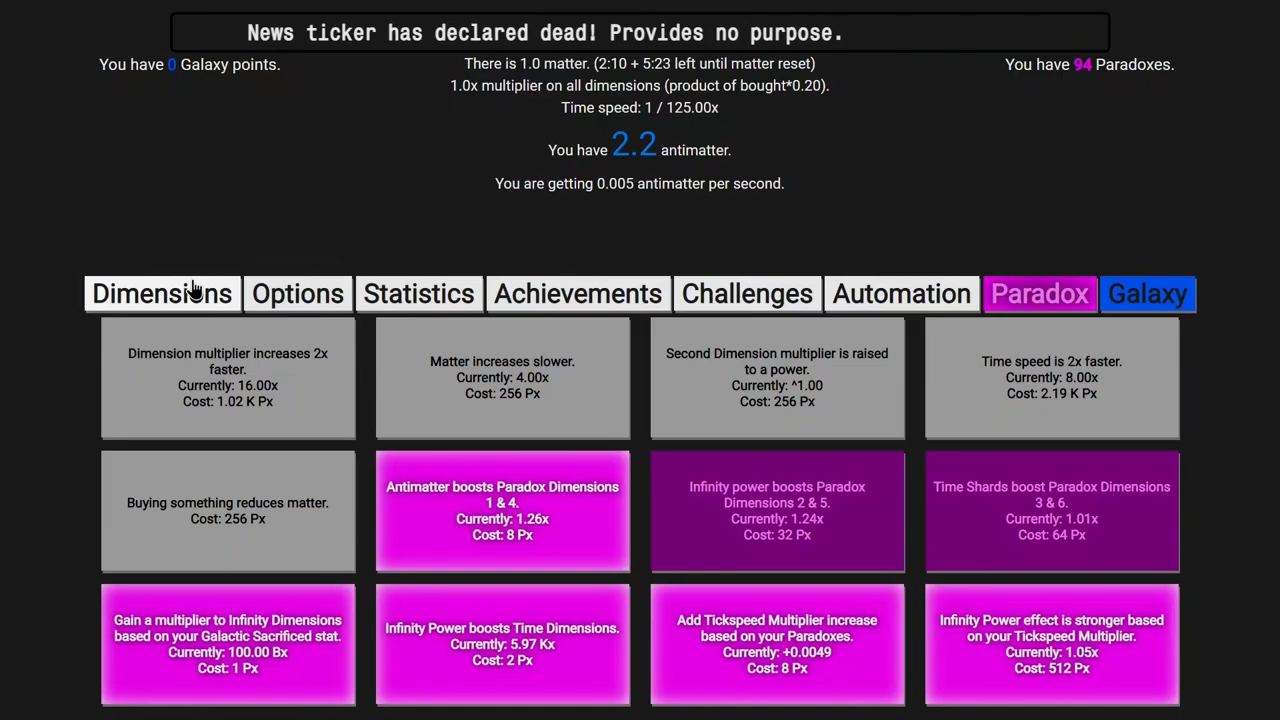 News ticker has declared dead! Provides no purpose.
You have 0 Galaxy points.
There is 1.0 matter. (2:10 + 5:23 left until matter reset)
You have 94 Paradoxes.
1.0x multiplier on all dimensions (product of bought*0.20).
Time speed: 1 / 125.00x
You have 2.2 antimatter.
You are getting 0.005 antimatter per second.
Dimensions
Options
Statistics
Achievements
Challenges
Automation
Paradox
Galaxy
Dimension multiplier increases 2x
faster.
Currently: 16.00x
Cost: 1.02 K Px
Matter increases slower.
Currently: 4.00x
Cost: 256 Px
Second Dimension multiplier is raised
to a power.
Currently: ^1.00
Cost: 256 Px
Time speed is 2x faster.
Currently: 8.00x
Cost: 2.19 K Px
Buying something reduces matter.
Cost: 256 Px
Antimatter boosts Paradox Dimensions
1 & 4.
Currently: 1.26x
Cost: 8 Px
Infinity power boosts Paradox
Dimensions 2 & 5.
Currently: 1.24x
Cost: 32 Px
Time Shards boost Paradox Dimensions
3 & 6.
Currently: 1.01x
Cost: 64 Px
Gain a multiplier to Infinity Dimensions
based on your Galactic Sacrificed stat.
Currently: 100.00 Bx
Cost: 1 Px
Infinity Power boosts Time Dimensions.
Currently: 5.97 Kx
Cost: 2 Px
Add Tickspeed Multiplier increase
based on your Paradoxes.
Currently: +0.0049
Cost: 8 Px
Infinity Power effect is stronger based
on your Tickspeed Multiplier.
Currently: 1.05x
Cost: 512 Px